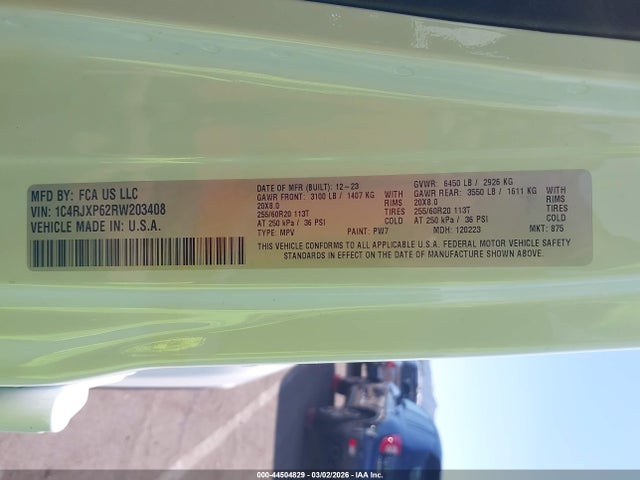 MFD BY: FCA US LLC
VIN: 1C4RJXP62RW203408
VEHICLE MADE IN: U.S.A.
DATE OF MFR (BUILT): 12-23
GAWR FRONT: 3100 LB / 1407 KG WITH
20X8.0 RIMS
255/60R20 113T TIRES
AT 250 kPa / 36 PSI COLD
TYPE: MPV PAINT: PW7
GVWR: 6450 LB / 2926 KG
GAWR REAR: 3550 LB / 1611 KG WITH
20X8.0 RIMS
255/60R20 113T TIRES
AT 250 kPa / 36 PSI COLD
MDH: 120223 MKT: 875
THIS VEHICLE CONFORMS TO ALL APPLICABLE U.S.A. FEDERAL MOTOR VEHICLE SAFETY
STANDARDS IN EFFECT ON THE DATE OF MANUFACTURE SHOWN ABOVE.
000-44504829 - 03/02/2026 - IAA Inc.